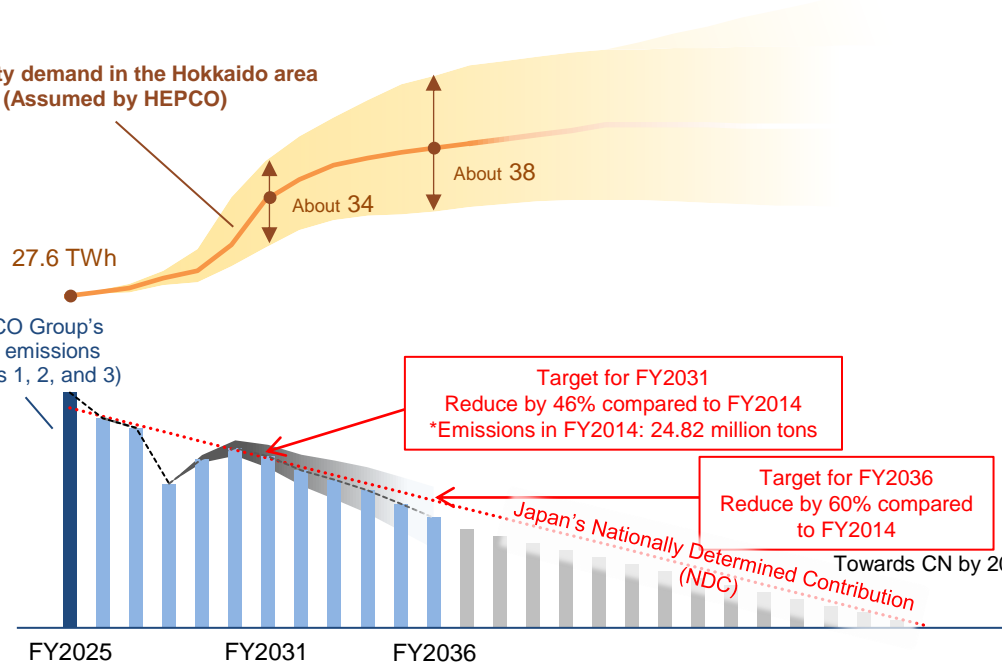 ty demand in the Hokkaido area
(Assumed by HEPCO)
About 38
About 34
27.6 TWh
CO Group's
emissions
s 1, 2, and 3)
Target for FY2031
Reduce by 46% compared to FY2014
*Emissions in FY2014: 24.82 million tons
Target for FY2036
Reduce by 60% compared
to FY2014
Japan's Nationally Determined Contribution
(NDC)
Towards CN by 20
FY2025
FY2031
FY2036